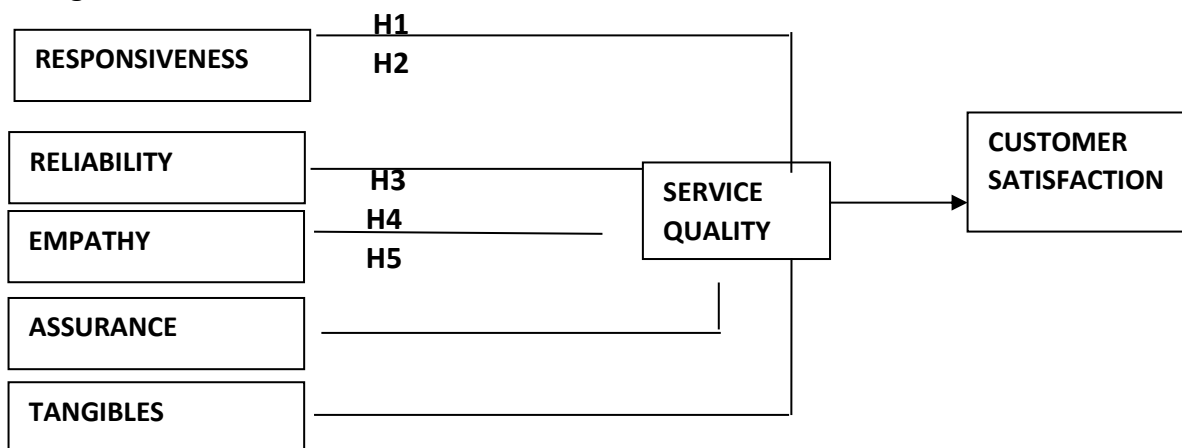 H1
RESPONSIVENESS
H2
RELIABILITY
H3
EMPATHY
H4
H5
ASSURANCE
TANGIBLES
SERVICE
QUALITY
CUSTOMER
SATISFACTION